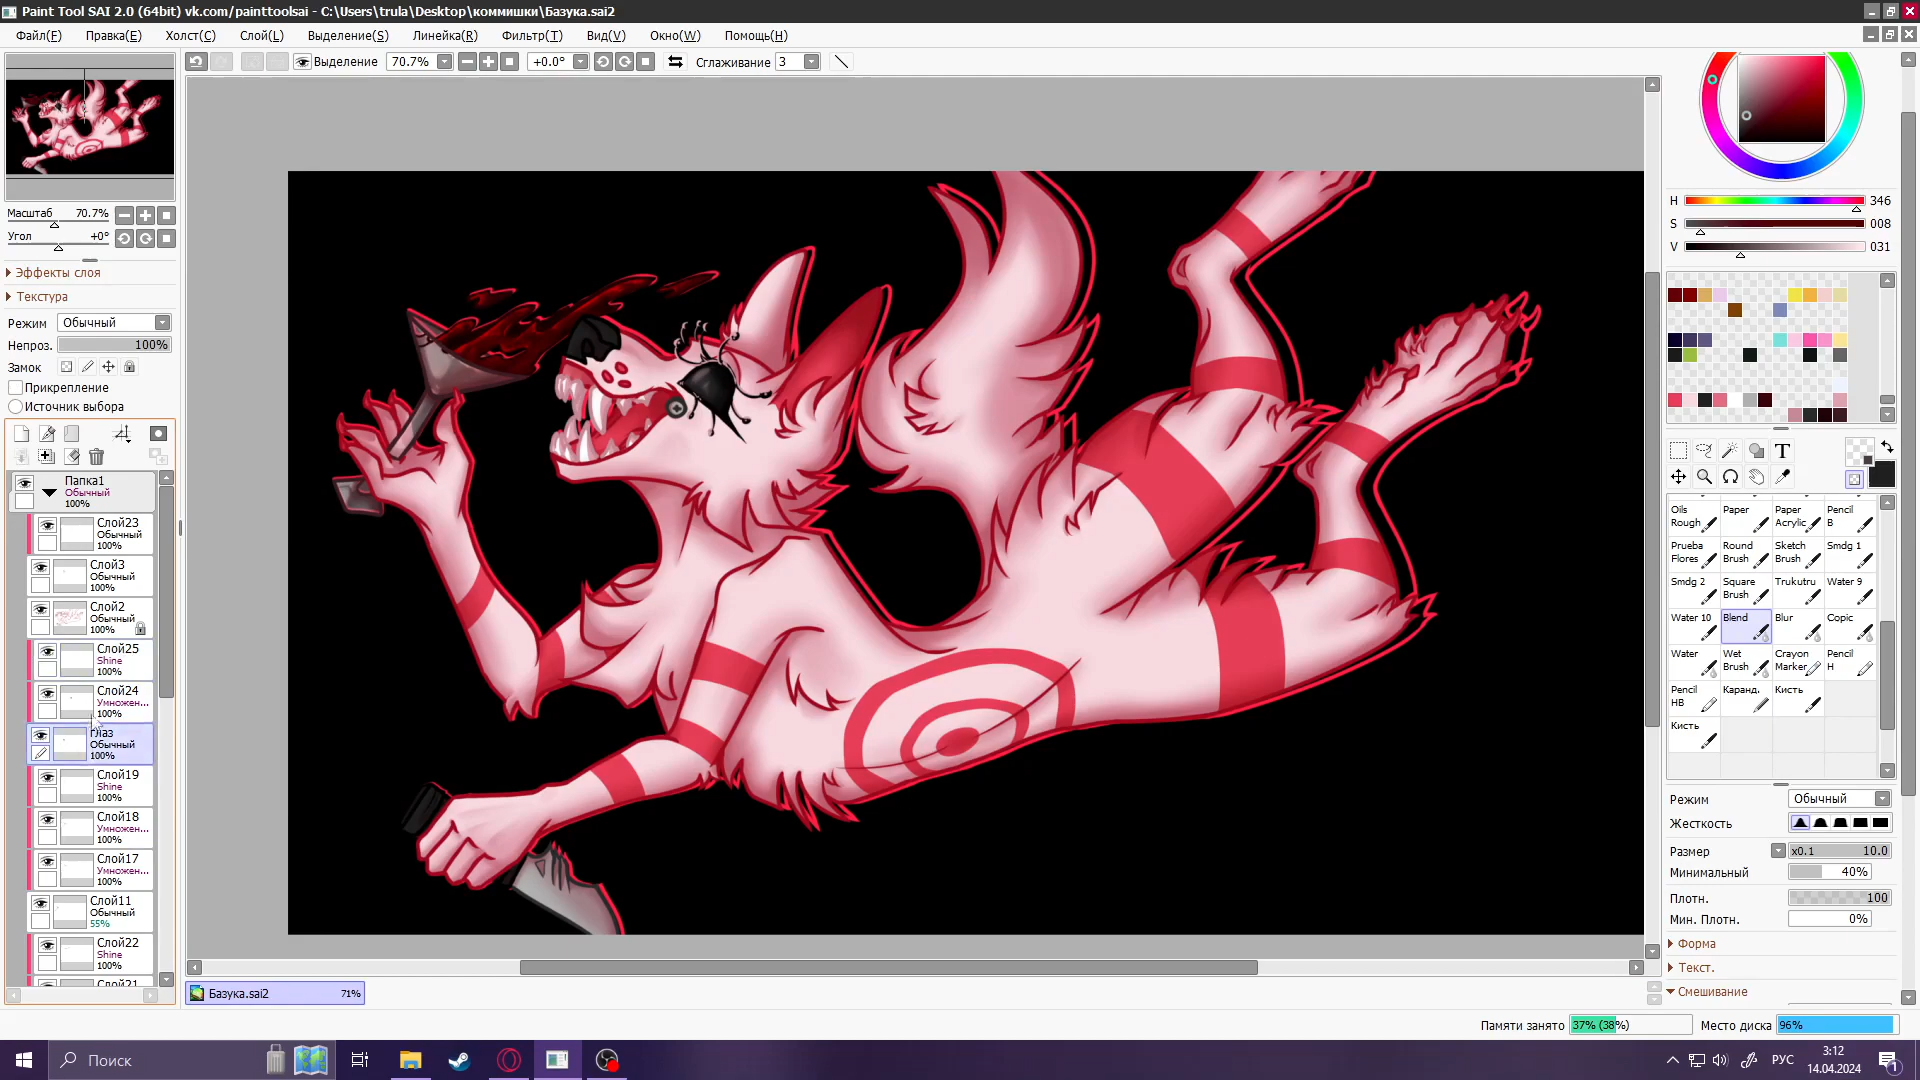 Paint Tool SAI 2.0 (64bit) vk.com/painttoolsai - C:\Users\trula\Desktop\коммишки\Базука.sai2
Файл(F) Правка(E) Холст(C) Слой(L) Выделение(S) Линейка(R) Фильтр(T) Вид(V) Окно(W) Помощь(H)
Выделение 70.7% +0.0° Сглаживание 3
Масштаб 70.7%
Угол +0°
Эффекты слоя
Текстура
Режим Обычный
Непроз. 100%
Замок
Прикрепление
Источник выбора
Папка1
Обычный
100%
Слой23
Обычный
100%
Слой3
Обычный
100%
Слой2
Обычный
100%
Слой25
Shine
100%
Слой24
Умножен...
100%
Глаз
Обычный
100%
Слой19
Shine
100%
Слой18
Умножен...
100%
Слой17
Умножен...
100%
Слой11
Обычный
55%
Слой22
Shine
100%
Слой21
H 346
S 008
V 031
T
Oils Rough Paper Paper Acrylic Pencil B
Prueba Flores Round Brush Sketch Brush Smdg 1
Smdg 2 Square Brush Trukutru Water 9
Water 10 Blend Blur Copic
Water Wet Brush Crayon Marker Pencil H
Pencil HB Каранд. Кисть
Кисть
Режим Обычный
Жесткость
Размер x0.1 10.0
Минимальный 40%
Плотн. 100
Мин. Плотн. 0%
Форма
Текст.
Смешивание
Базука.sai2 71%
Памяти занято 37% (38%) Место диска 96%
Поиск
РУС
3:12
14.04.2024
1